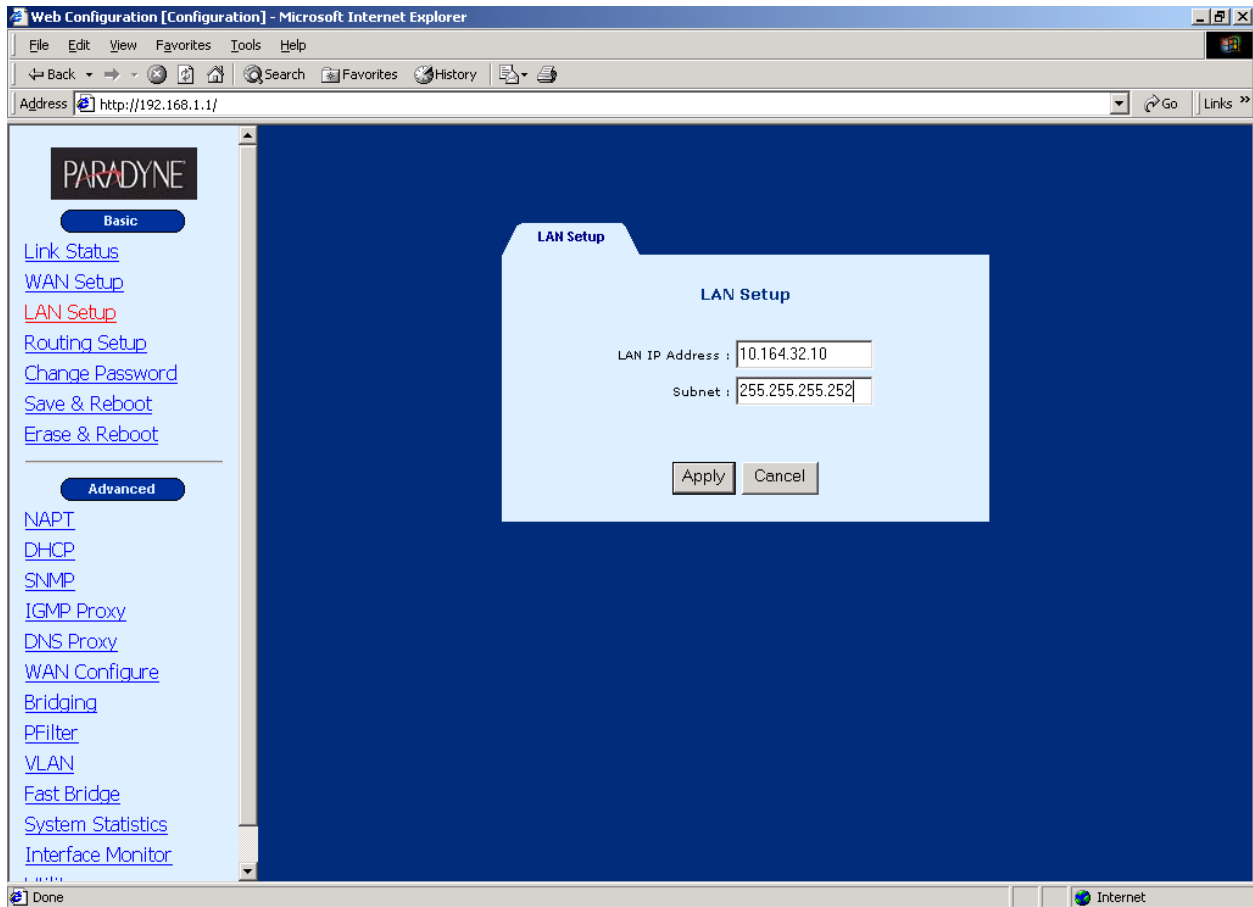 Web Configuration [Configuration] - Microsoft Internet Explorer
File Edit View Favorites Tools Help
Back Search Favorites History
Address http://192.168.1.1/ Go Links »
PARADYNE
Basic
Link Status
WAN Setup
LAN Setup
Routing Setup
Change Password
Save & Reboot
Erase & Reboot
Advanced
NAPT
DHCP
SNMP
IGMP Proxy
DNS Proxy
WAN Configure
Bridging
PFilter
VLAN
Fast Bridge
System Statistics
Interface Monitor
LAN Setup
LAN Setup
LAN IP Address : 10.164.32.10
Subnet : 255.255.255.252
Apply Cancel
Done Internet